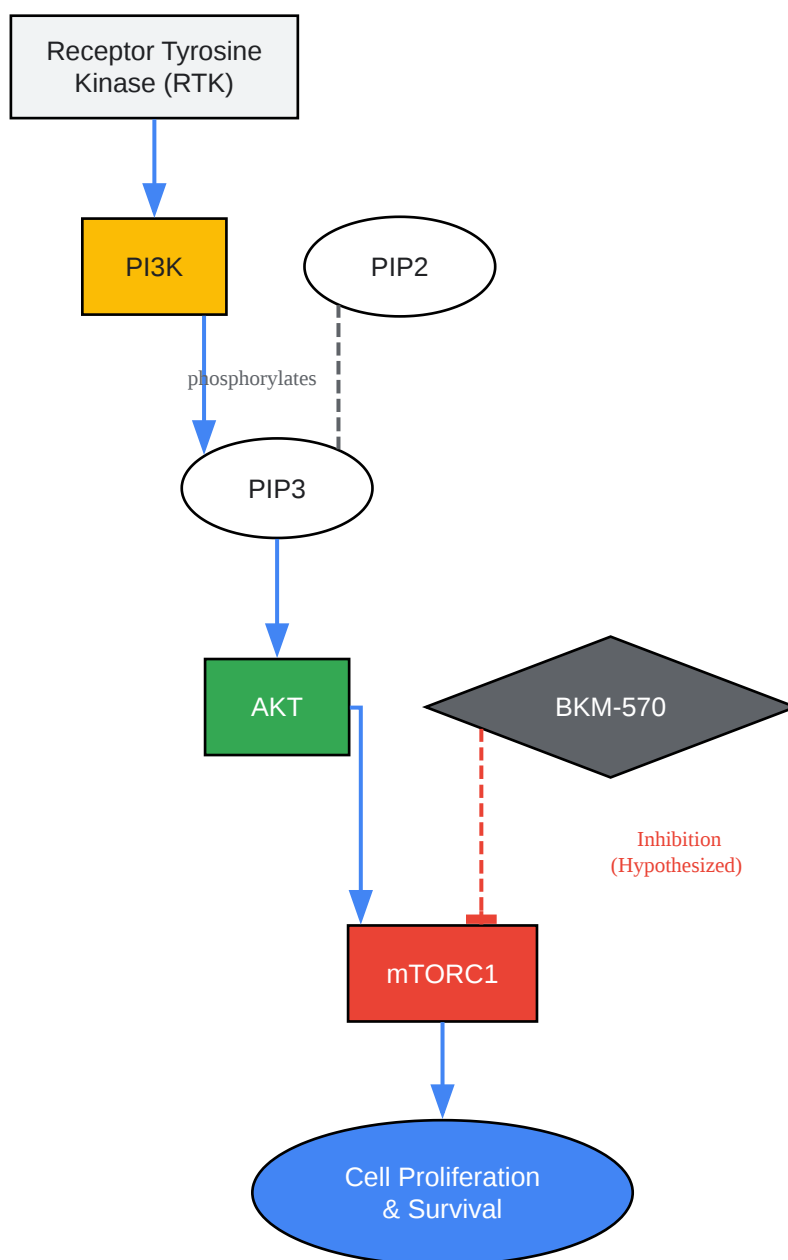 Receptor Tyrosine
Kinase (RTK)
PI3K
PIP2
phosphorylates
PIP3
AKT
BKM-570
Inhibition
(Hypothesized)
mTORC1
Cell Proliferation
& Survival